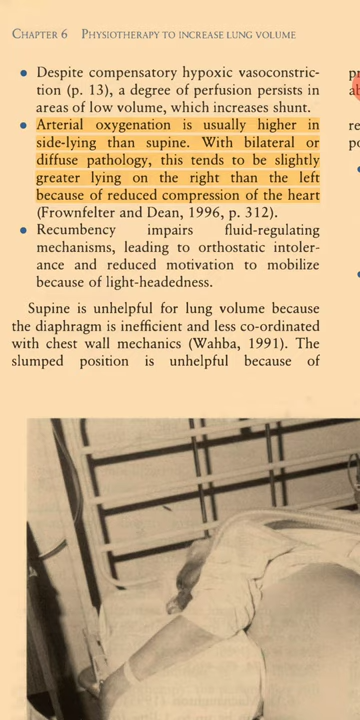 CHAPTER 6 PHYSIOTHERAPY TO INCREASE LUNG VOLUME
• Despite compensatory hypoxic vasoconstric-
tion (p. 13), a degree of perfusion persists in
areas of low volume, which increases shunt.
• Arterial oxygenation is usually higher in
side-lying than supine. With bilateral or
diffuse pathology, this tends to be slightly
greater lying on the right than the left
because of reduced compression of the heart
(Frownfelter and Dean, 1996, p. 312).
• Recumbency impairs fluid-regulating
mechanisms, leading to orthostatic intoler-
ance and reduced motivation to mobilize
because of light-headedness.
Supine is unhelpful for lung volume because
the diaphragm is inefficient and less co-ordinated
with chest wall mechanics (Wahba, 1991). The
slumped position is unhelpful because of